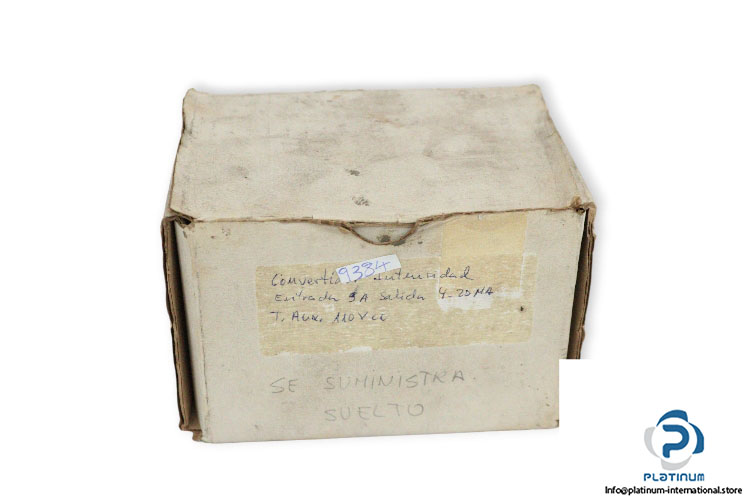 9384
Convertid intensidad
Entrada 5A Salida 4-20 MA
T. Aux. 110 V cc
SE SUMINISTRA.
SUELTO
PLATINUM
Info@platinum-international.store